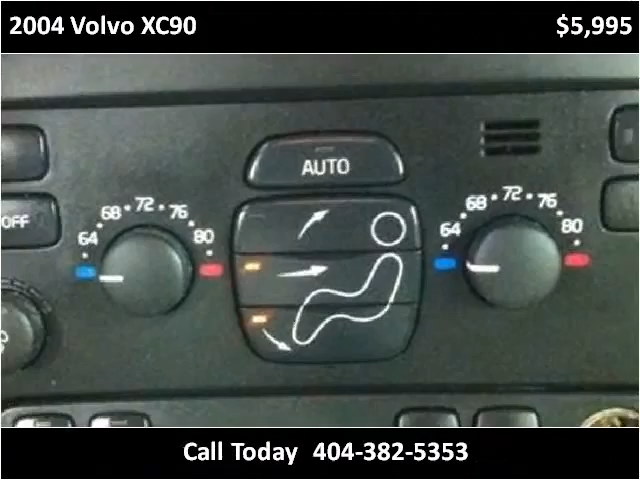 2004 Volvo XC90 $5,995
AUTO
OFF
64 68 72 76 80
64 68 72 76 80
Call Today 404-382-5353